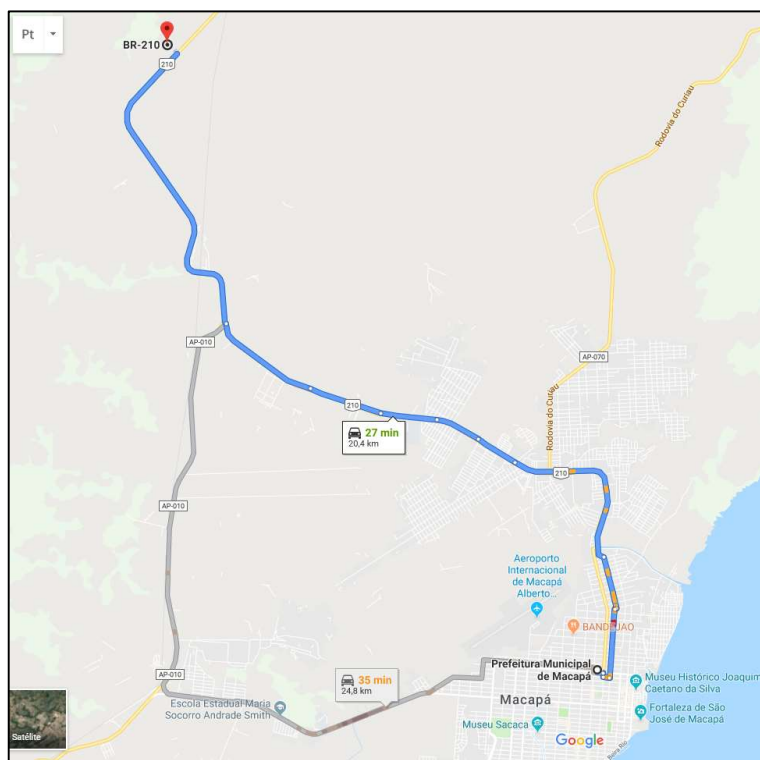 Pt
BR-210
210
Rodovia do Curiau
AP-010
AP-070
210
Rodovia do Curiau
27 min
20,4 km
210
AP-010
Aeroporto
Internacional
de Macapá
Alberto...
Prefeitura Municipal
de Macapá
AP-010
35 min
24,8 km
Museu Histórico Joaquim
Caetano da Silva
Escola Estadual Maria
Socorro Andrade Smith
Macapá
Fortaleza de São
José de Macapá
Museu Sacaca
Satélite
Google